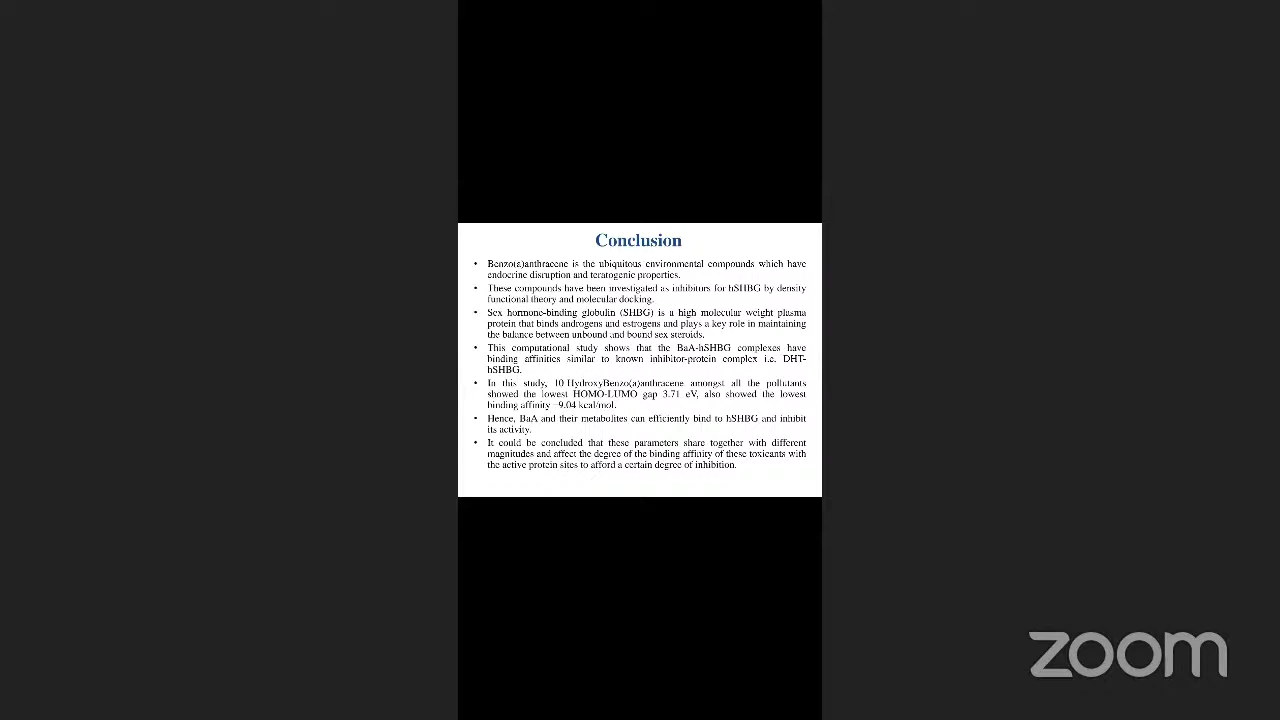 Conclusion
• Benzo(a)anthracene is the ubiquitous environmental compounds which have
endocrine disruption and teratogenic properties.
• These compounds have been investigated as inhibitors for hSHBG by density
functional theory and molecular docking.
• Sex hormone-binding globulin (SHBG) is a high molecular weight plasma
protein that binds androgens and estrogens and plays a key role in maintaining
the balance between unbound and bound sex steroids.
• This computational study shows that the BaA-hSHBG complexes have
binding affinities similar to known inhibitor-protein complex i.e. DHT-
hSHBG.
• In this study, 10 HydroxyBenzo(a)anthracene amongst all the pollutants
showed the lowest HOMO-LUMO gap 3.71 eV, also showed the lowest
binding affinity −9.04 kcal/mol.
• Hence, BaA and their metabolites can efficiently bind to hSHBG and inhibit
its activity.
• It could be concluded that these parameters share together with different
magnitudes and affect the degree of the binding affinity of these toxicants with
the active protein sites to afford a certain degree of inhibition.
zoom